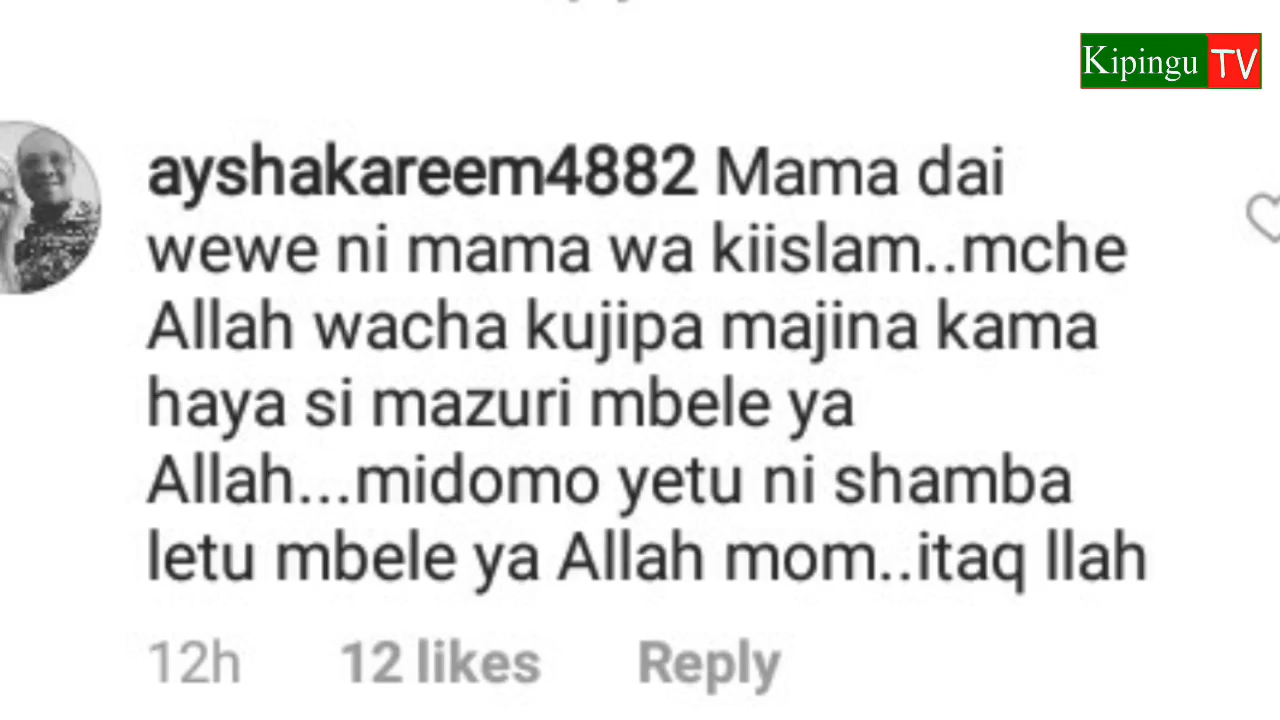 Kipingu TV
ayshakareem4882 Mama dai
wewe ni mama wa kiislam..mche
Allah wacha kujipa majina kama
haya si mazuri mbele ya
Allah...midomo yetu ni shamba
letu mbele ya Allah mom..itaq llah
12h 12 likes Reply